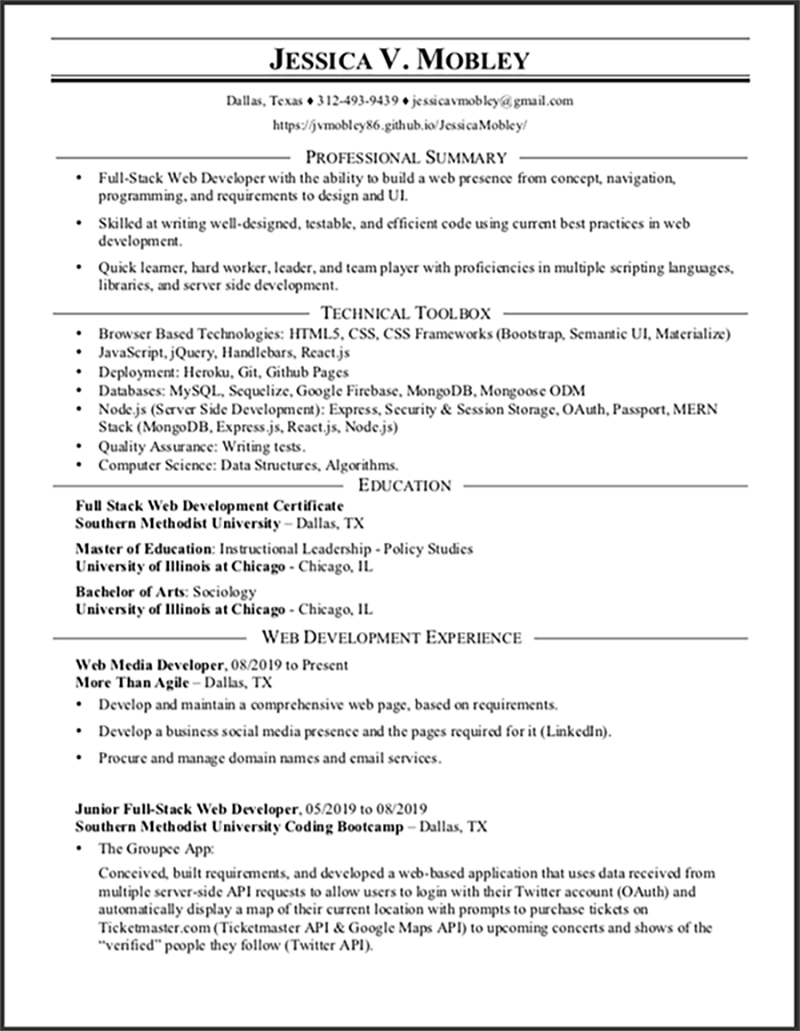 JESSICA V. MOBLEY
Dallas, Texas ♦ 312-493-9439 ♦ jessicavmobley@gmail.com
https://jvmobley86.github.io/JessicaMobley/
PROFESSIONAL SUMMARY
• Full-Stack Web Developer with the ability to build a web presence from concept, navigation,
programming, and requirements to design and UI.
• Skilled at writing well-designed, testable, and efficient code using current best practices in web
development.
• Quick learner, hard worker, leader, and team player with proficiencies in multiple scripting languages,
libraries, and server side development.
TECHNICAL TOOLBOX
• Browser Based Technologies: HTML5, CSS, CSS Frameworks (Bootstrap, Semantic UI, Materialize)
• JavaScript, jQuery, Handlebars, React.js
• Deployment: Heroku, Git, Github Pages
• Databases: MySQL, Sequelize, Google Firebase, MongoDB, Mongoose ODM
• Node.js (Server Side Development): Express, Security & Session Storage, OAuth, Passport, MERN
Stack (MongoDB, Express.js, React.js, Node.js)
• Quality Assurance: Writing tests.
• Computer Science: Data Structures, Algorithms.
EDUCATION
Full Stack Web Development Certificate
Southern Methodist University – Dallas, TX
Master of Education: Instructional Leadership - Policy Studies
University of Illinois at Chicago - Chicago, IL
Bachelor of Arts: Sociology
University of Illinois at Chicago - Chicago, IL
WEB DEVELOPMENT EXPERIENCE
Web Media Developer, 08/2019 to Present
More Than Agile – Dallas, TX
• Develop and maintain a comprehensive web page, based on requirements.
• Develop a business social media presence and the pages required for it (LinkedIn).
• Procure and manage domain names and email services.
Junior Full-Stack Web Developer, 05/2019 to 08/2019
Southern Methodist University Coding Bootcamp – Dallas, TX
• The Groupee App:
Conceived, built requirements, and developed a web-based application that uses data received from
multiple server-side API requests to allow users to login with their Twitter account (OAuth) and
automatically display a map of their current location with prompts to purchase tickets on
Ticketmaster.com (Ticketmaster API & Google Maps API) to upcoming concerts and shows of the
“verified” people they follow (Twitter API).